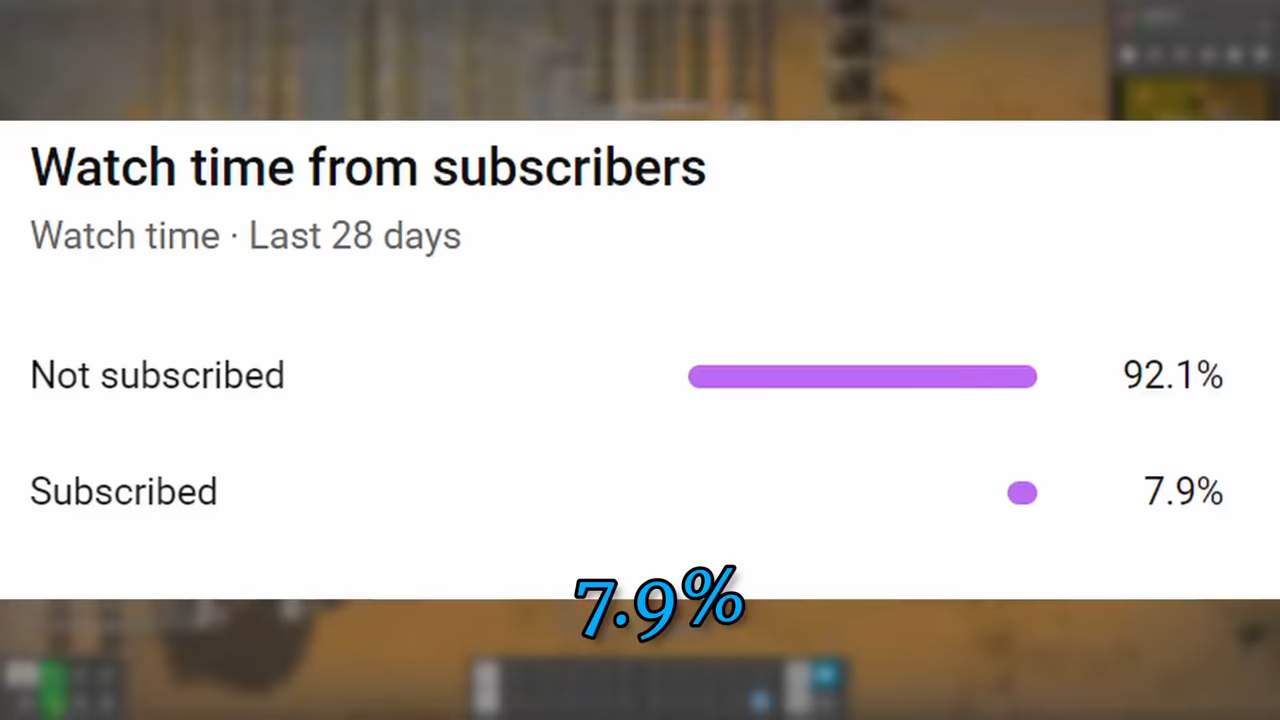 Watch time from subscribers
Watch time · Last 28 days
Not subscribed 92.1%
Subscribed 7.9%
7.9%